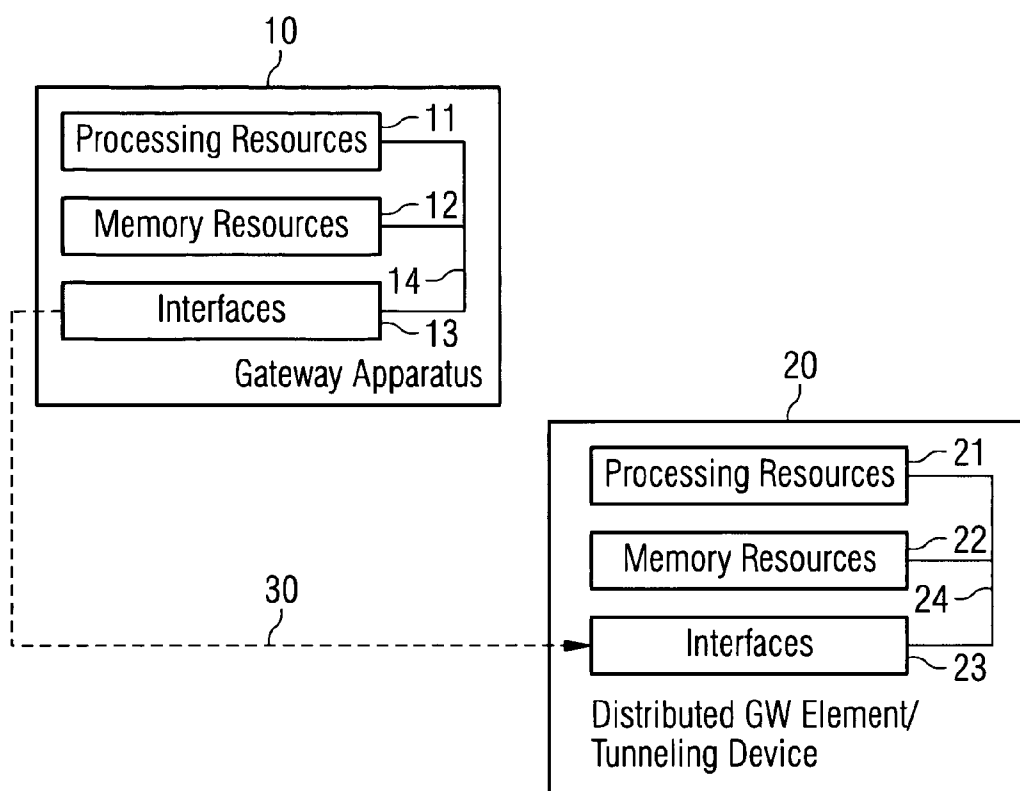 10
Processing Resources
11
Memory Resources
12
14
Interfaces
13
Gateway Apparatus
20
Processing Resources
21
Memory Resources
22
24
30
Interfaces
23
Distributed GW Element/
Tunneling Device